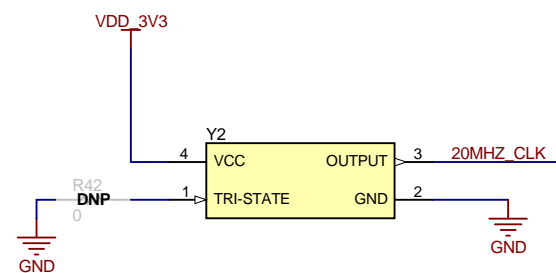 VDD_3V3
Y2
4 VCC OUTPUT 3 20MHZ_CLK
R42
DNP 1 TRI-STATE GND 2
0
GND
GND